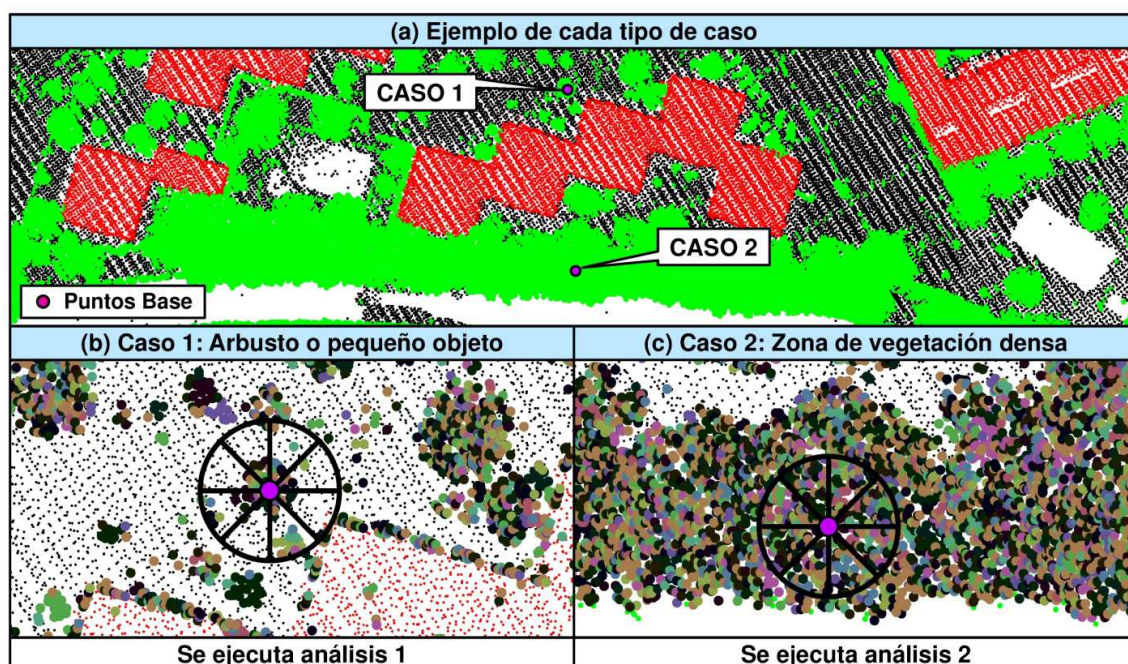 (a) Ejemplo de cada tipo de caso
CASO 1
CASO 2
Puntos Base
(b) Caso 1: Arbusto o pequeño objeto
(c) Caso 2: Zona de vegetación densa
Se ejecuta análisis 1
Se ejecuta análisis 2